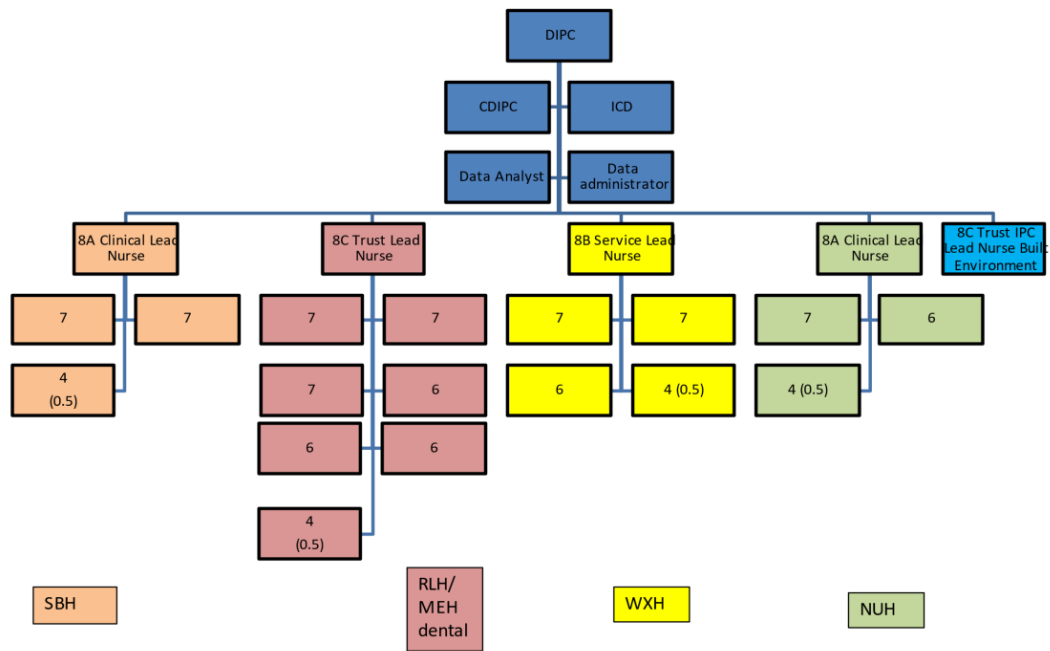 DIPC
CDIPC
ICD
Data Analyst
Data
administrator
8A Clinical Lead
Nurse
8C Trust Lead
Nurse
8B Service Lead
Nurse
8A Clinical Lead
Nurse
8C Trust IPC
Lead Nurse Built
Environment
7
7
7
7
7
7
7
6
4
(0.5)
7
6
6
4 (0.5)
4 (0.5)
6
6
4
(0.5)
SBH
RLH/
MEH
dental
WXH
NUH